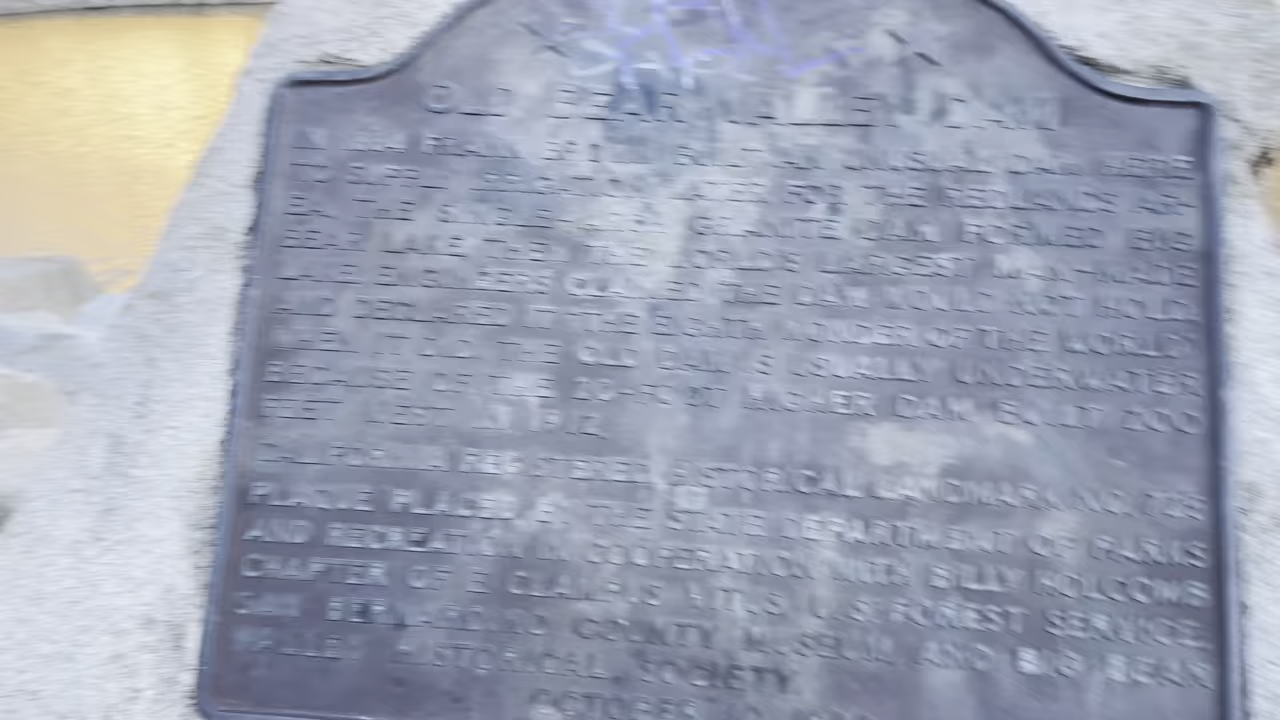 OLD BEAR VALLEY DAM
IN 1884 FRANK BROWN BUILT AN UNUSUAL DAM HERE
TO SUPPLY WATER FOR THE REDLANDS AR-
EA. THE SINGLE-ARCH GRANITE DAM FORMED BIG
BEAR LAKE, THEN THE WORLD'S LARGEST MAN-MADE
LAKE. ENGINEERS CLAIMED THE DAM WOULD NOT HOLD,
AND DECLARED IT "THE EIGHTH WONDER OF THE WORLD"
WHEN IT DID. THE OLD DAM IS USUALLY UNDERWATER
BECAUSE OF THE 20-FOOT HIGHER DAM BUILT 200
FEET WEST IN 1912.
CALIFORNIA REGISTERED HISTORICAL LANDMARK NO. 725
PLAQUE PLACED BY THE STATE DEPARTMENT OF PARKS
AND RECREATION IN COOPERATION WITH BILLY HOLCOMB
CHAPTER OF E CLAMPUS VITUS, U.S. FOREST SERVICE,
SAN BERNARDINO COUNTY MUSEUM AND BIG BEAR
VALLEY HISTORICAL SOCIETY.
OCTOBER